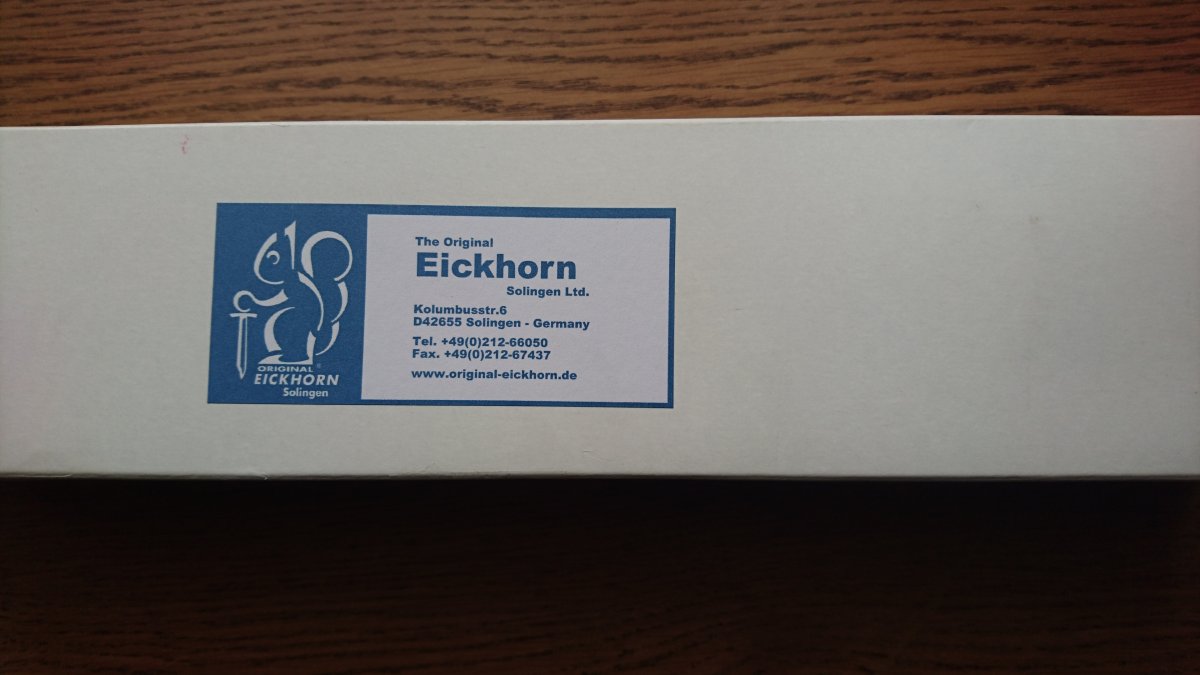 ORIGINAL
EICKHORN
Solingen
The Original
Eickhorn
Solingen Ltd.
Kolumbusstr.6
D42655 Solingen - Germany
Tel. +49(0)212-66050
Fax. +49(0)212-67437
www.original-eickhorn.de